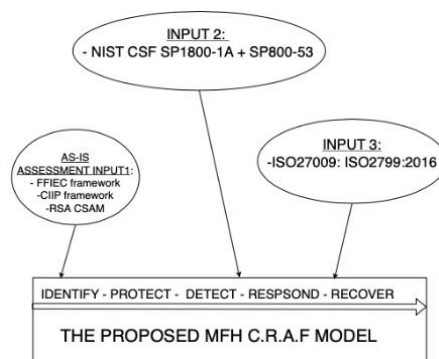 INPUT 2:
- NIST CSF SP1800-1A + SP800-53
INPUT 3:
-ISO27009: ISO2799:2016
AS-IS
ASSESSMENT INPUT1:
- FFIEC framework
-CIIP framework
-RSA CSAM
IDENTIFY - PROTECT - DETECT - RESPSOND - RECOVER
THE PROPOSED MFH C.R.A.F MODEL